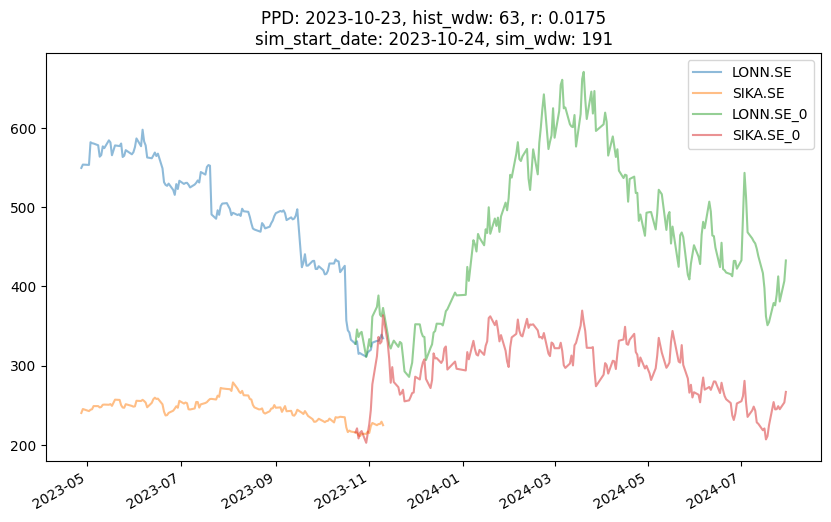 PPD: 2023-10-23, hist_wdw: 63, r: 0.0175
sim_start_date: 2023-10-24, sim_wdw: 191
LONN.SE
SIKA.SE
LONN.SE_0
SIKA.SE_0
600
500
400
300
200
2023-05
2023-07
2023-09
2023-11
2024-01
2024-03
2024-05
2024-07